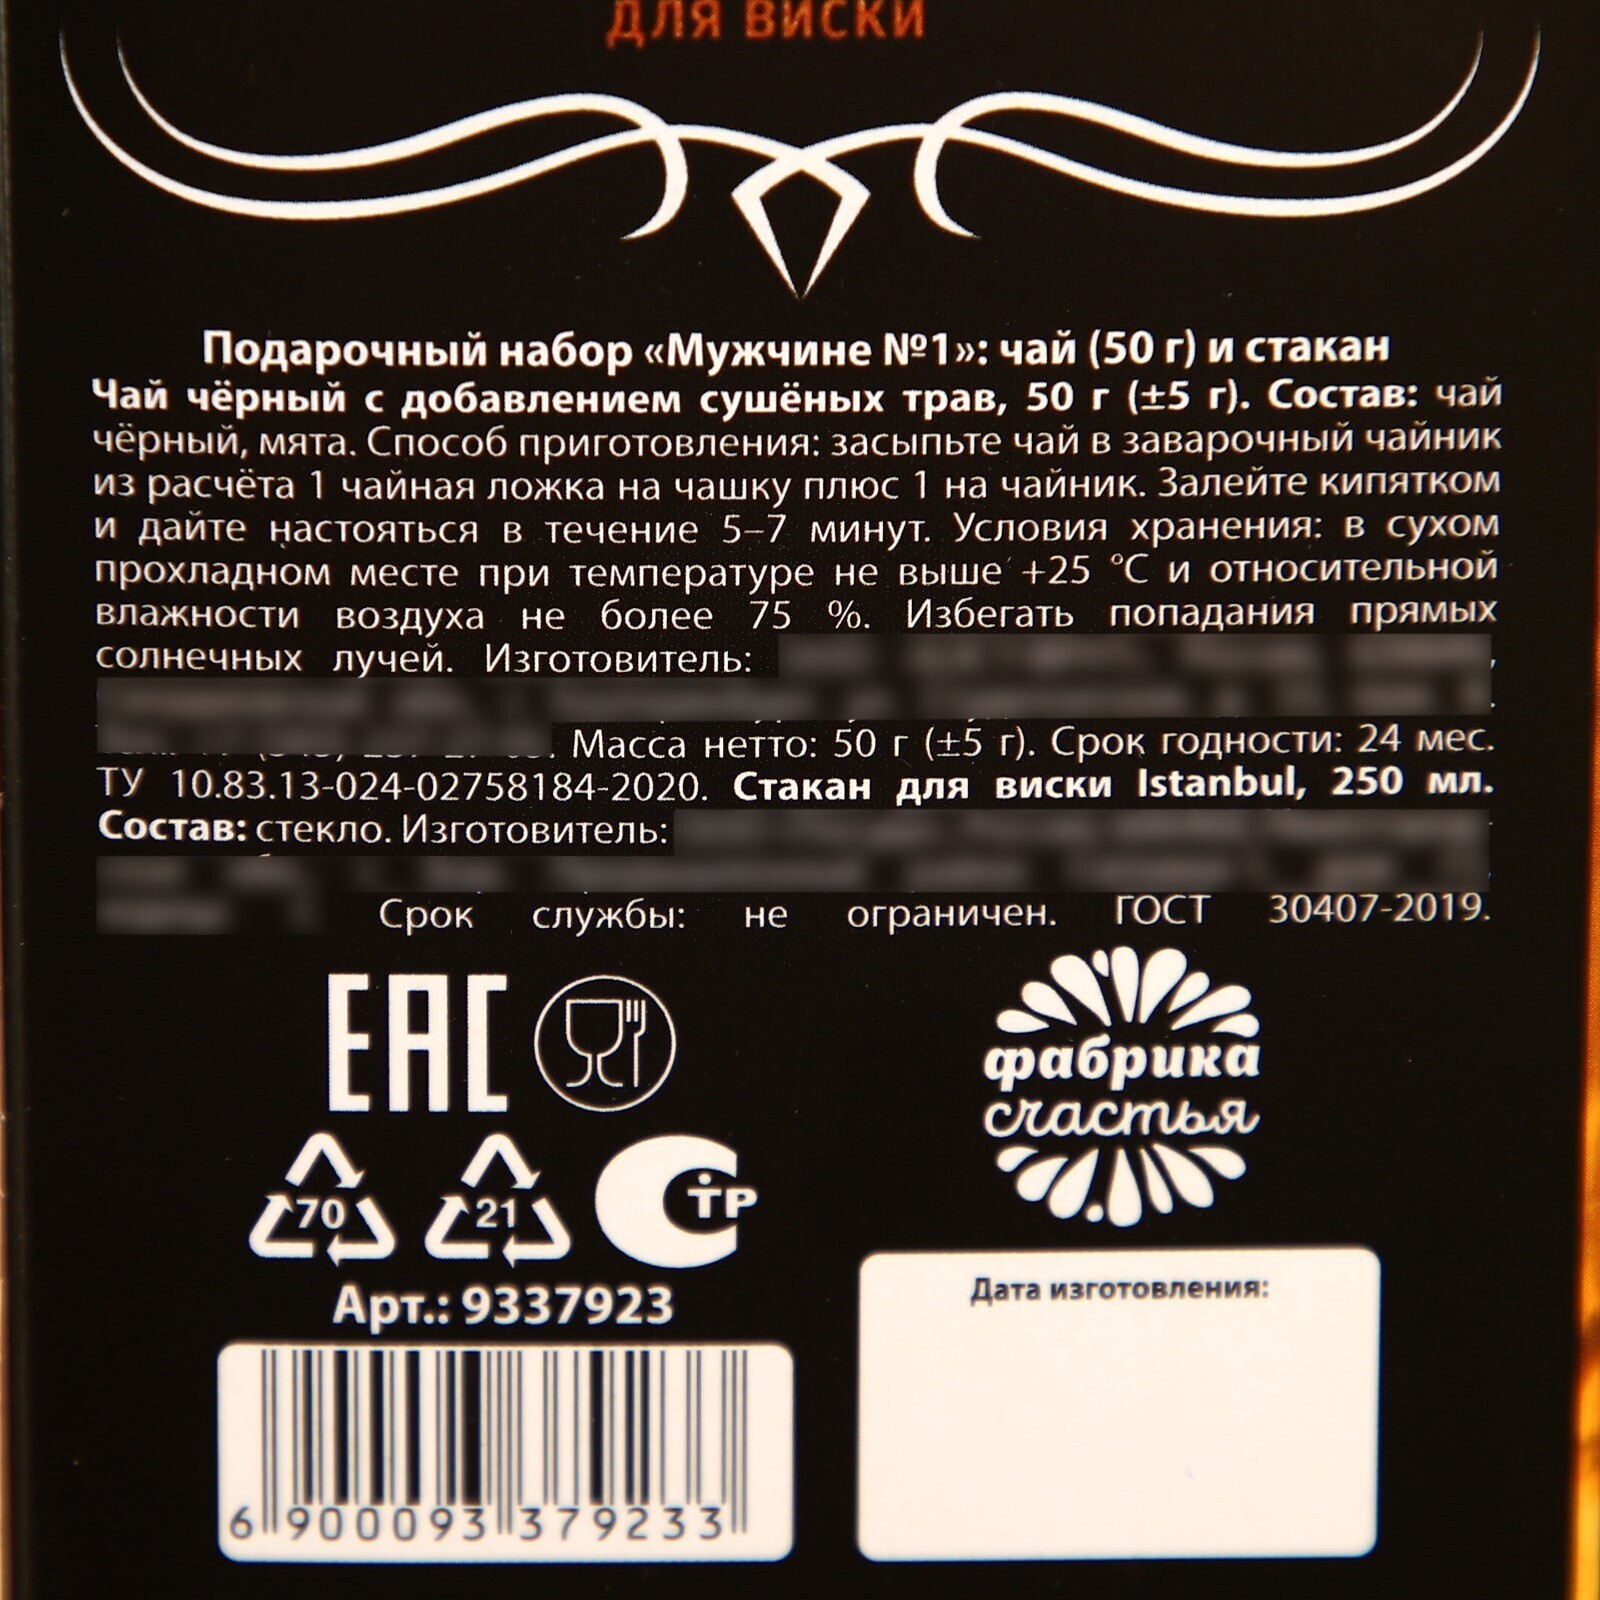 ДЛЯ ВИСКИ
Подарочный набор «Мужчине №1»: чай (50 г) и стакан
Чай чёрный с добавлением сушёных трав, 50 г (±5 г). Состав: чай
чёрный, мята. Способ приготовления: засыпьте чай в заварочный чайник
из расчёта 1 чайная ложка на чашку плюс 1 на чайник. Залейте кипятком
и дайте настояться в течение 5–7 минут. Условия хранения: в сухом
прохладном месте при температуре не выше +25 °C и относительной
влажности воздуха не более 75 %. Избегать попадания прямых
солнечных лучей. Изготовитель:
Масса нетто: 50 г (±5 г). Срок годности: 24 мес.
ТУ 10.83.13-024-02758184-2020. Стакан для виски Istanbul, 250 мл.
Состав: стекло. Изготовитель:
Срок службы: не ограничен. ГОСТ 30407-2019.
ЕАС
фабрика
счастья
70
21
СТР
Арт.: 9337923
Дата изготовления:
6 900093 379233